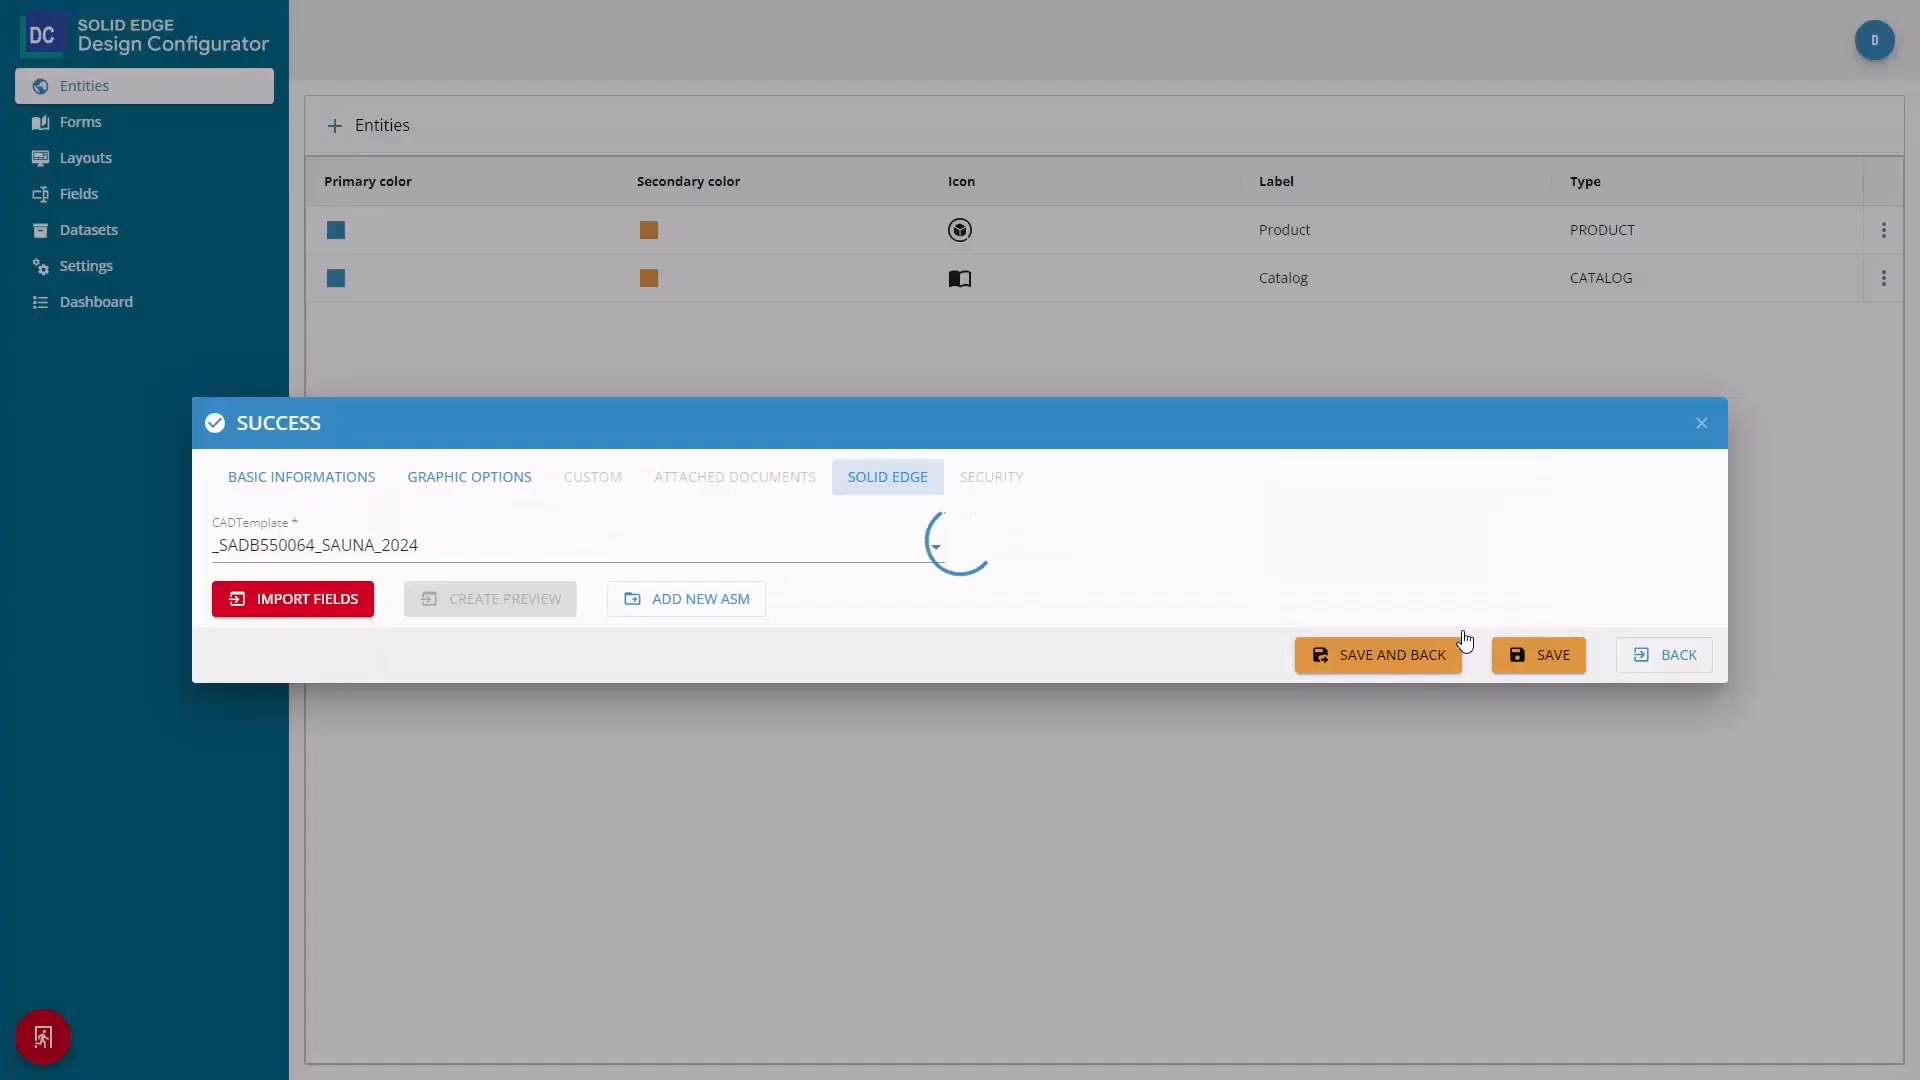 DC
SOLID EDGE
Design Configurator
D
Entities
Forms
Layouts
Fields
Datasets
Settings
Dashboard
Entities
Primary color Secondary color Icon Label Type
Product PRODUCT
Catalog CATALOG
SUCCESS
BASIC INFORMATIONS GRAPHIC OPTIONS CUSTOM ATTACHED DOCUMENTS SOLID EDGE SECURITY
CADTemplate *
_SADB550064_SAUNA_2024
IMPORT FIELDS CREATE PREVIEW ADD NEW ASM
SAVE AND BACK SAVE BACK